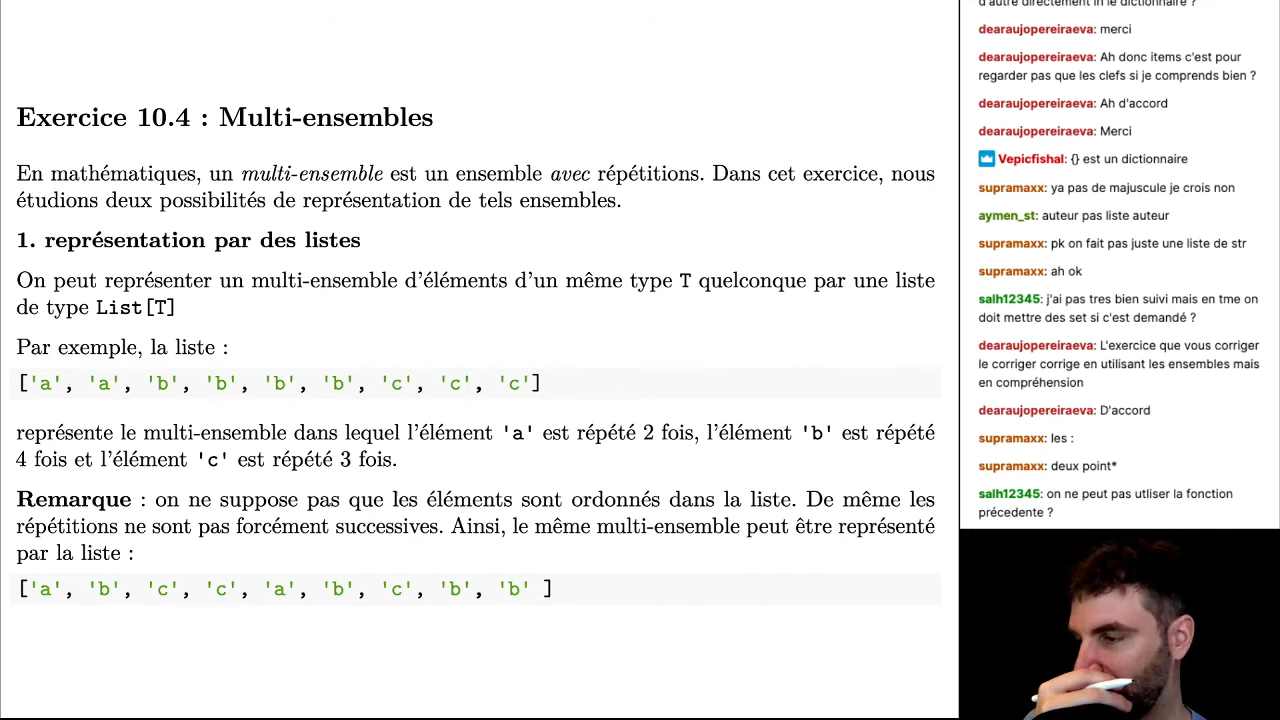 Exercice 10.4 : Multi-ensembles
En mathématiques, un multi-ensemble est un ensemble avec répétitions. Dans cet exercice, nous
étudions deux possibilités de représentation de tels ensembles.
1. représentation par des listes
On peut représenter un multi-ensemble d'éléments d'un même type T quelconque par une liste
de type List[T]
Par exemple, la liste :
['a', 'a', 'b', 'b', 'b', 'b', 'c', 'c', 'c']
représente le multi-ensemble dans lequel l'élément 'a' est répété 2 fois, l'élément 'b' est répété
4 fois et l'élément 'c' est répété 3 fois.
Remarque : on ne suppose pas que les éléments sont ordonnés dans la liste. De même les
répétitions ne sont pas forcément successives. Ainsi, le même multi-ensemble peut être représenté
par la liste :
['a', 'b', 'c', 'c', 'a', 'b', 'c', 'b', 'b' ]
d'autre directement in le dictionnaire ?
dearaujopereiraeva: merci
dearaujopereiraeva: Ah donc items c'est pour
regarder pas que les clefs si je comprends bien ?
dearaujopereiraeva: Ah d'accord
dearaujopereiraeva: Merci
Vepicfishal: {} est un dictionnaire
supramaxx: ya pas de majuscule je crois non
aymen_st: auteur pas liste auteur
supramaxx: pk on fait pas juste une liste de str
supramaxx: ah ok
salh12345: j'ai pas tres bien suivi mais en tme on
doit mettre des set si c'est demandé ?
dearaujopereiraeva: L'exercice que vous corriger
le corriger corrige en utilisant les ensembles mais
en compréhension
dearaujopereiraeva: D'accord
supramaxx: les :
supramaxx: deux point*
salh12345: on ne peut pas utliser la fonction
précedente ?